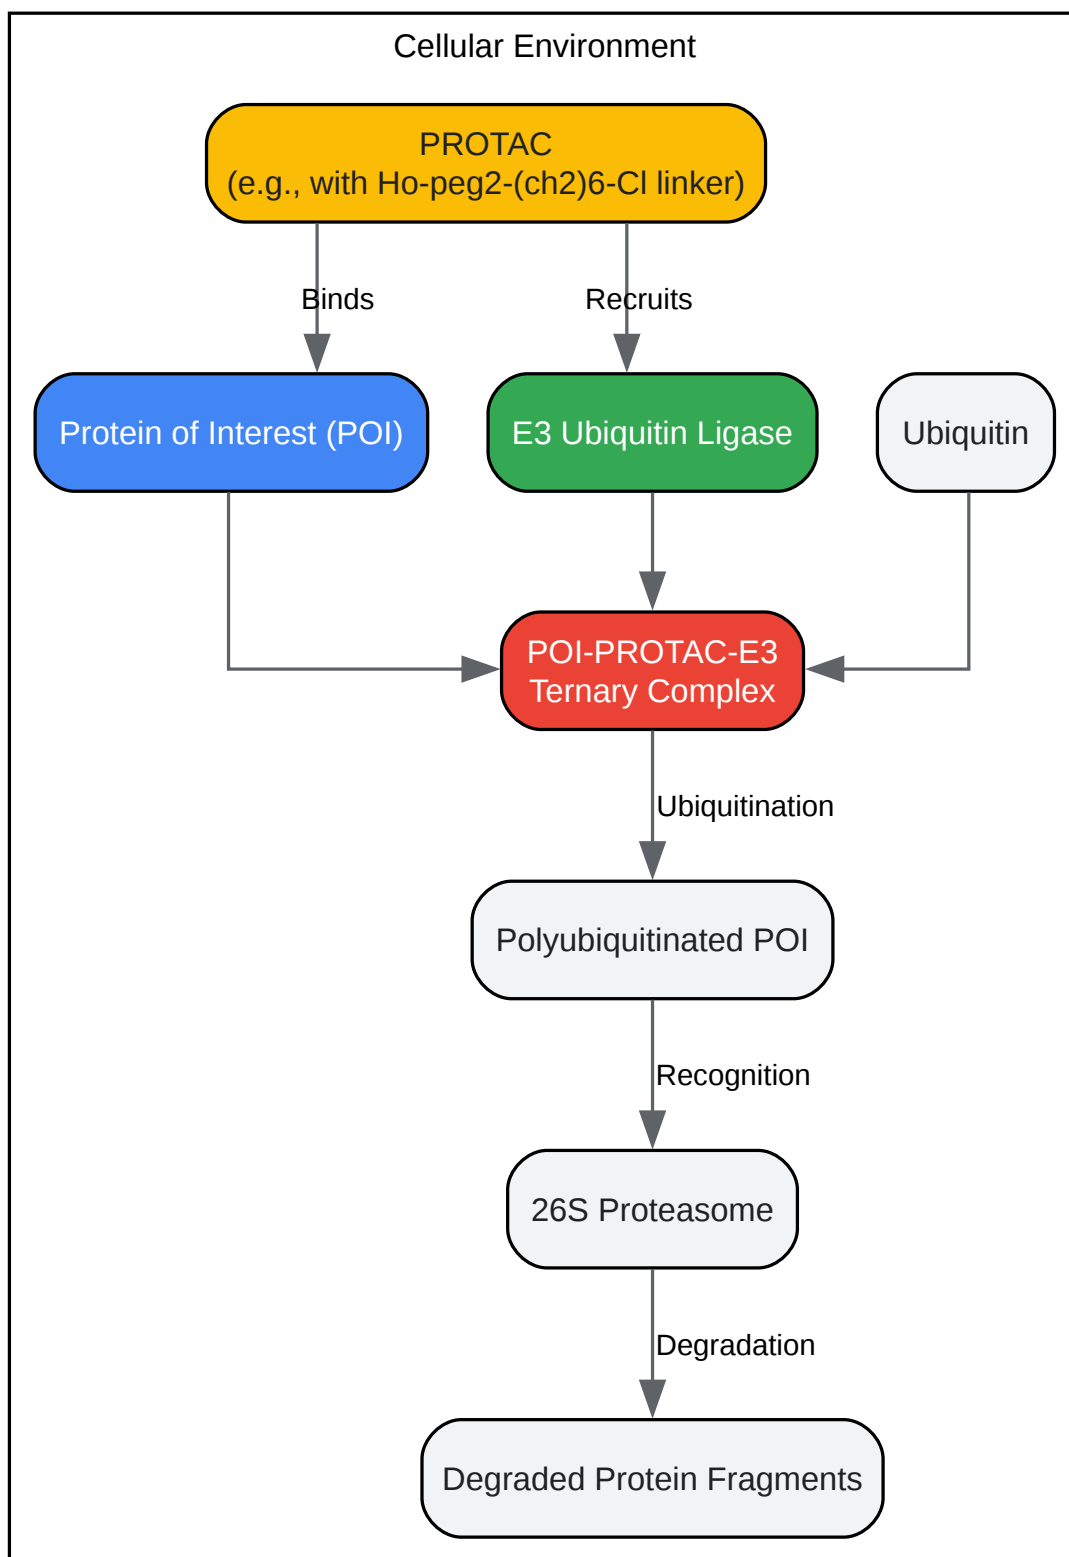 Cellular Environment
PROTAC
(e.g., with Ho-peg2-(ch2)6-Cl linker)
Binds
Recruits
Protein of Interest (POI)
E3 Ubiquitin Ligase
Ubiquitin
POI-PROTAC-E3
Ternary Complex
Ubiquitination
Polyubiquitinated POI
Recognition
26S Proteasome
Degradation
Degraded Protein Fragments